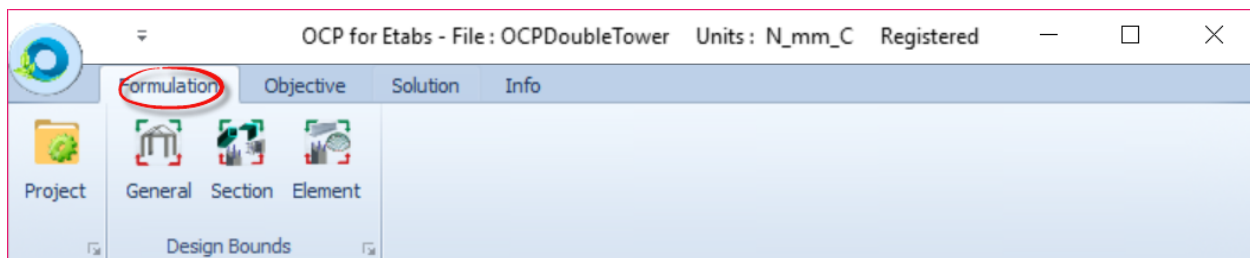 OCP for Etabs - File : OCPDoubleTower Units : N_mm_C Registered
Formulation Objective Solution Info
Project General Section Element
Design Bounds